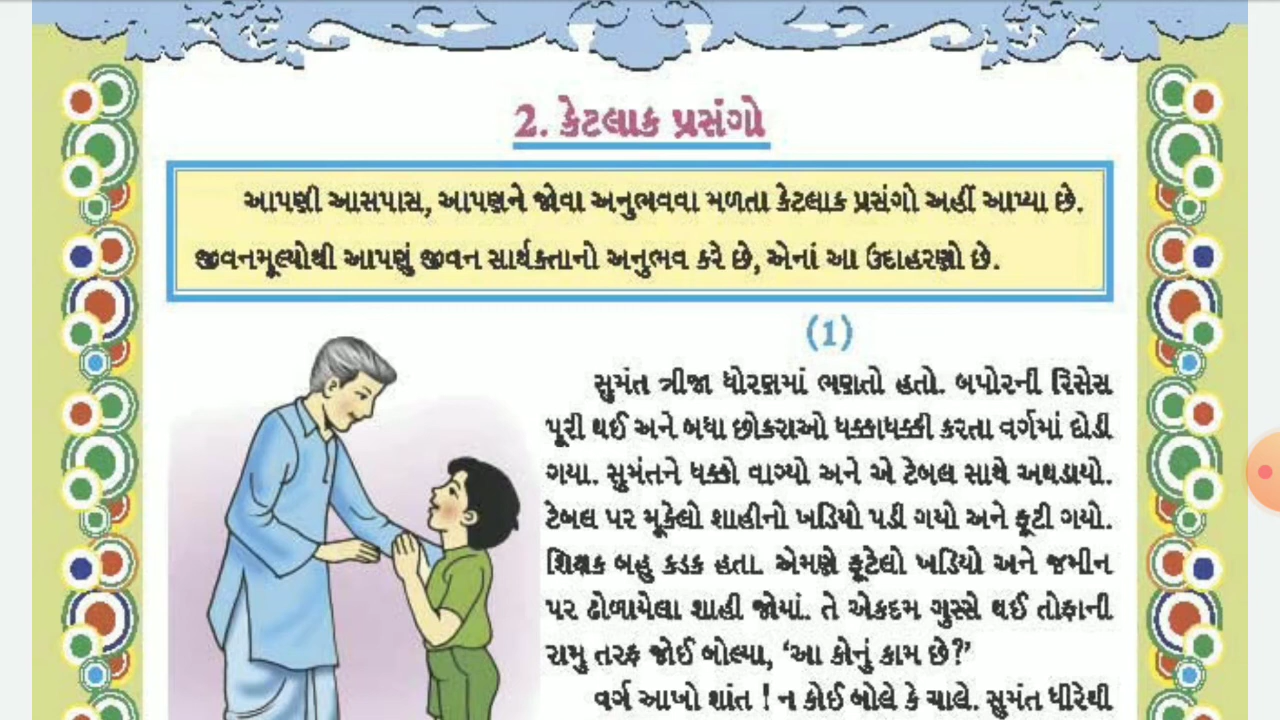 2. કેટલાક પ્રસંગો
આપણી આસપાસ, આપણને જોવા અનુભવવા મળતા કેટલાક પ્રસંગો અહીં આપ્યા છે.
જીવનમૂલ્યોથી આપણું જીવન સાર્થકતાનો અનુભવ કરે છે, એનાં આ ઉદાહરણો છે.
(1)
સુમંત ત્રીજા ધોરણમાં ભણતો હતો. બપોરની રિસેસ
પૂરી થઈ અને બધા છોકરાઓ ધક્કાધક્કી કરતા વર્ગમાં દોડી
ગયા. સુમંતને ધક્કો વાગ્યો અને એ ટેબલ સાથે અથડાયો.
ટેબલ પર મૂકેલો શાહીનો ખડિયો પડી ગયો અને ફૂટી ગયો.
શિક્ષક બહુ કડક હતા. એમણે ફૂટેલો ખડિયો અને જમીન
પર ઢોળાયેલા શાહી જોયાં. તે એકદમ ગુસ્સે થઈ તોફાની
રામુ તરફ જોઈ બોલ્યા, ‘આ કોનું કામ છે?’
વર્ગ આખો શાંત ! ન કોઈ બોલે કે ચાલે. સુમંત ધીરેથી